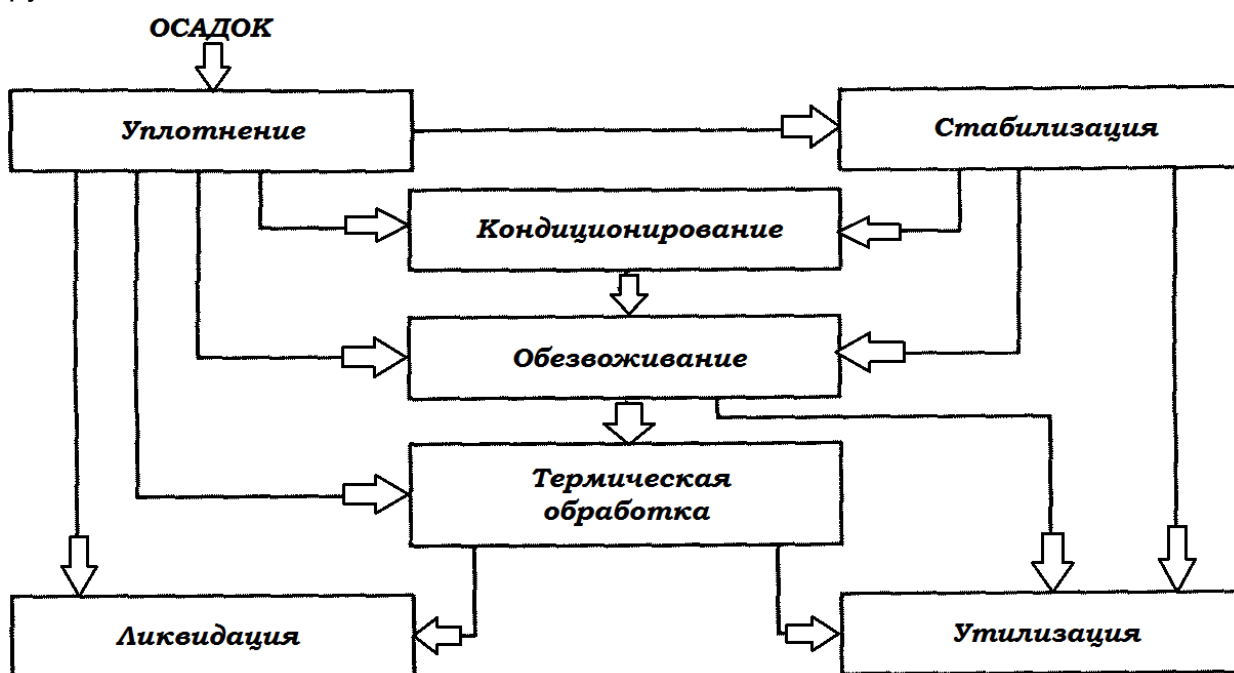 ОСАДОК
Уплотнение
Стабилизация
Кондиционирование
Обезвоживание
Термическая
обработка
Ликвидация
Утилизация